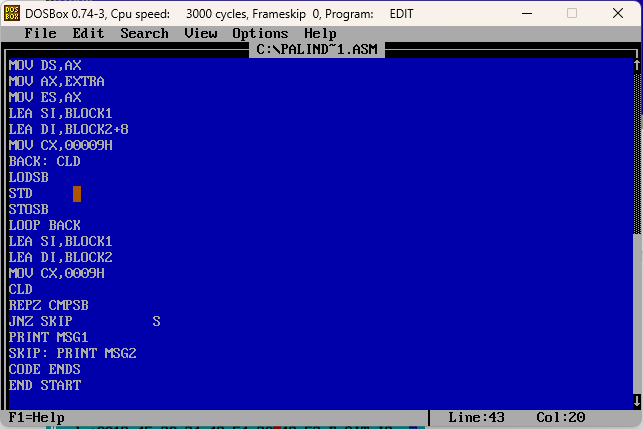 DOSBox 0.74-3, Cpu speed: 3000 cycles, Frameskip 0, Program: EDIT
File Edit Search View Options Help
C:\PALIND~1.ASM
MOV DS,AX
MOV AX,EXTRA
MOV ES,AX
LEA SI,BLOCK1
LEA DI,BLOCK2+8
MOV CX,00009H
BACK: CLD
LODSB
STD
STOSB
LOOP BACK
LEA SI,BLOCK1
LEA DI,BLOCK2
MOV CX,0009H
CLD
REPZ CMPSB
JNZ SKIP S
PRINT MSG1
SKIP: PRINT MSG2
CODE ENDS
END START
F1=Help Line:43 Col:20